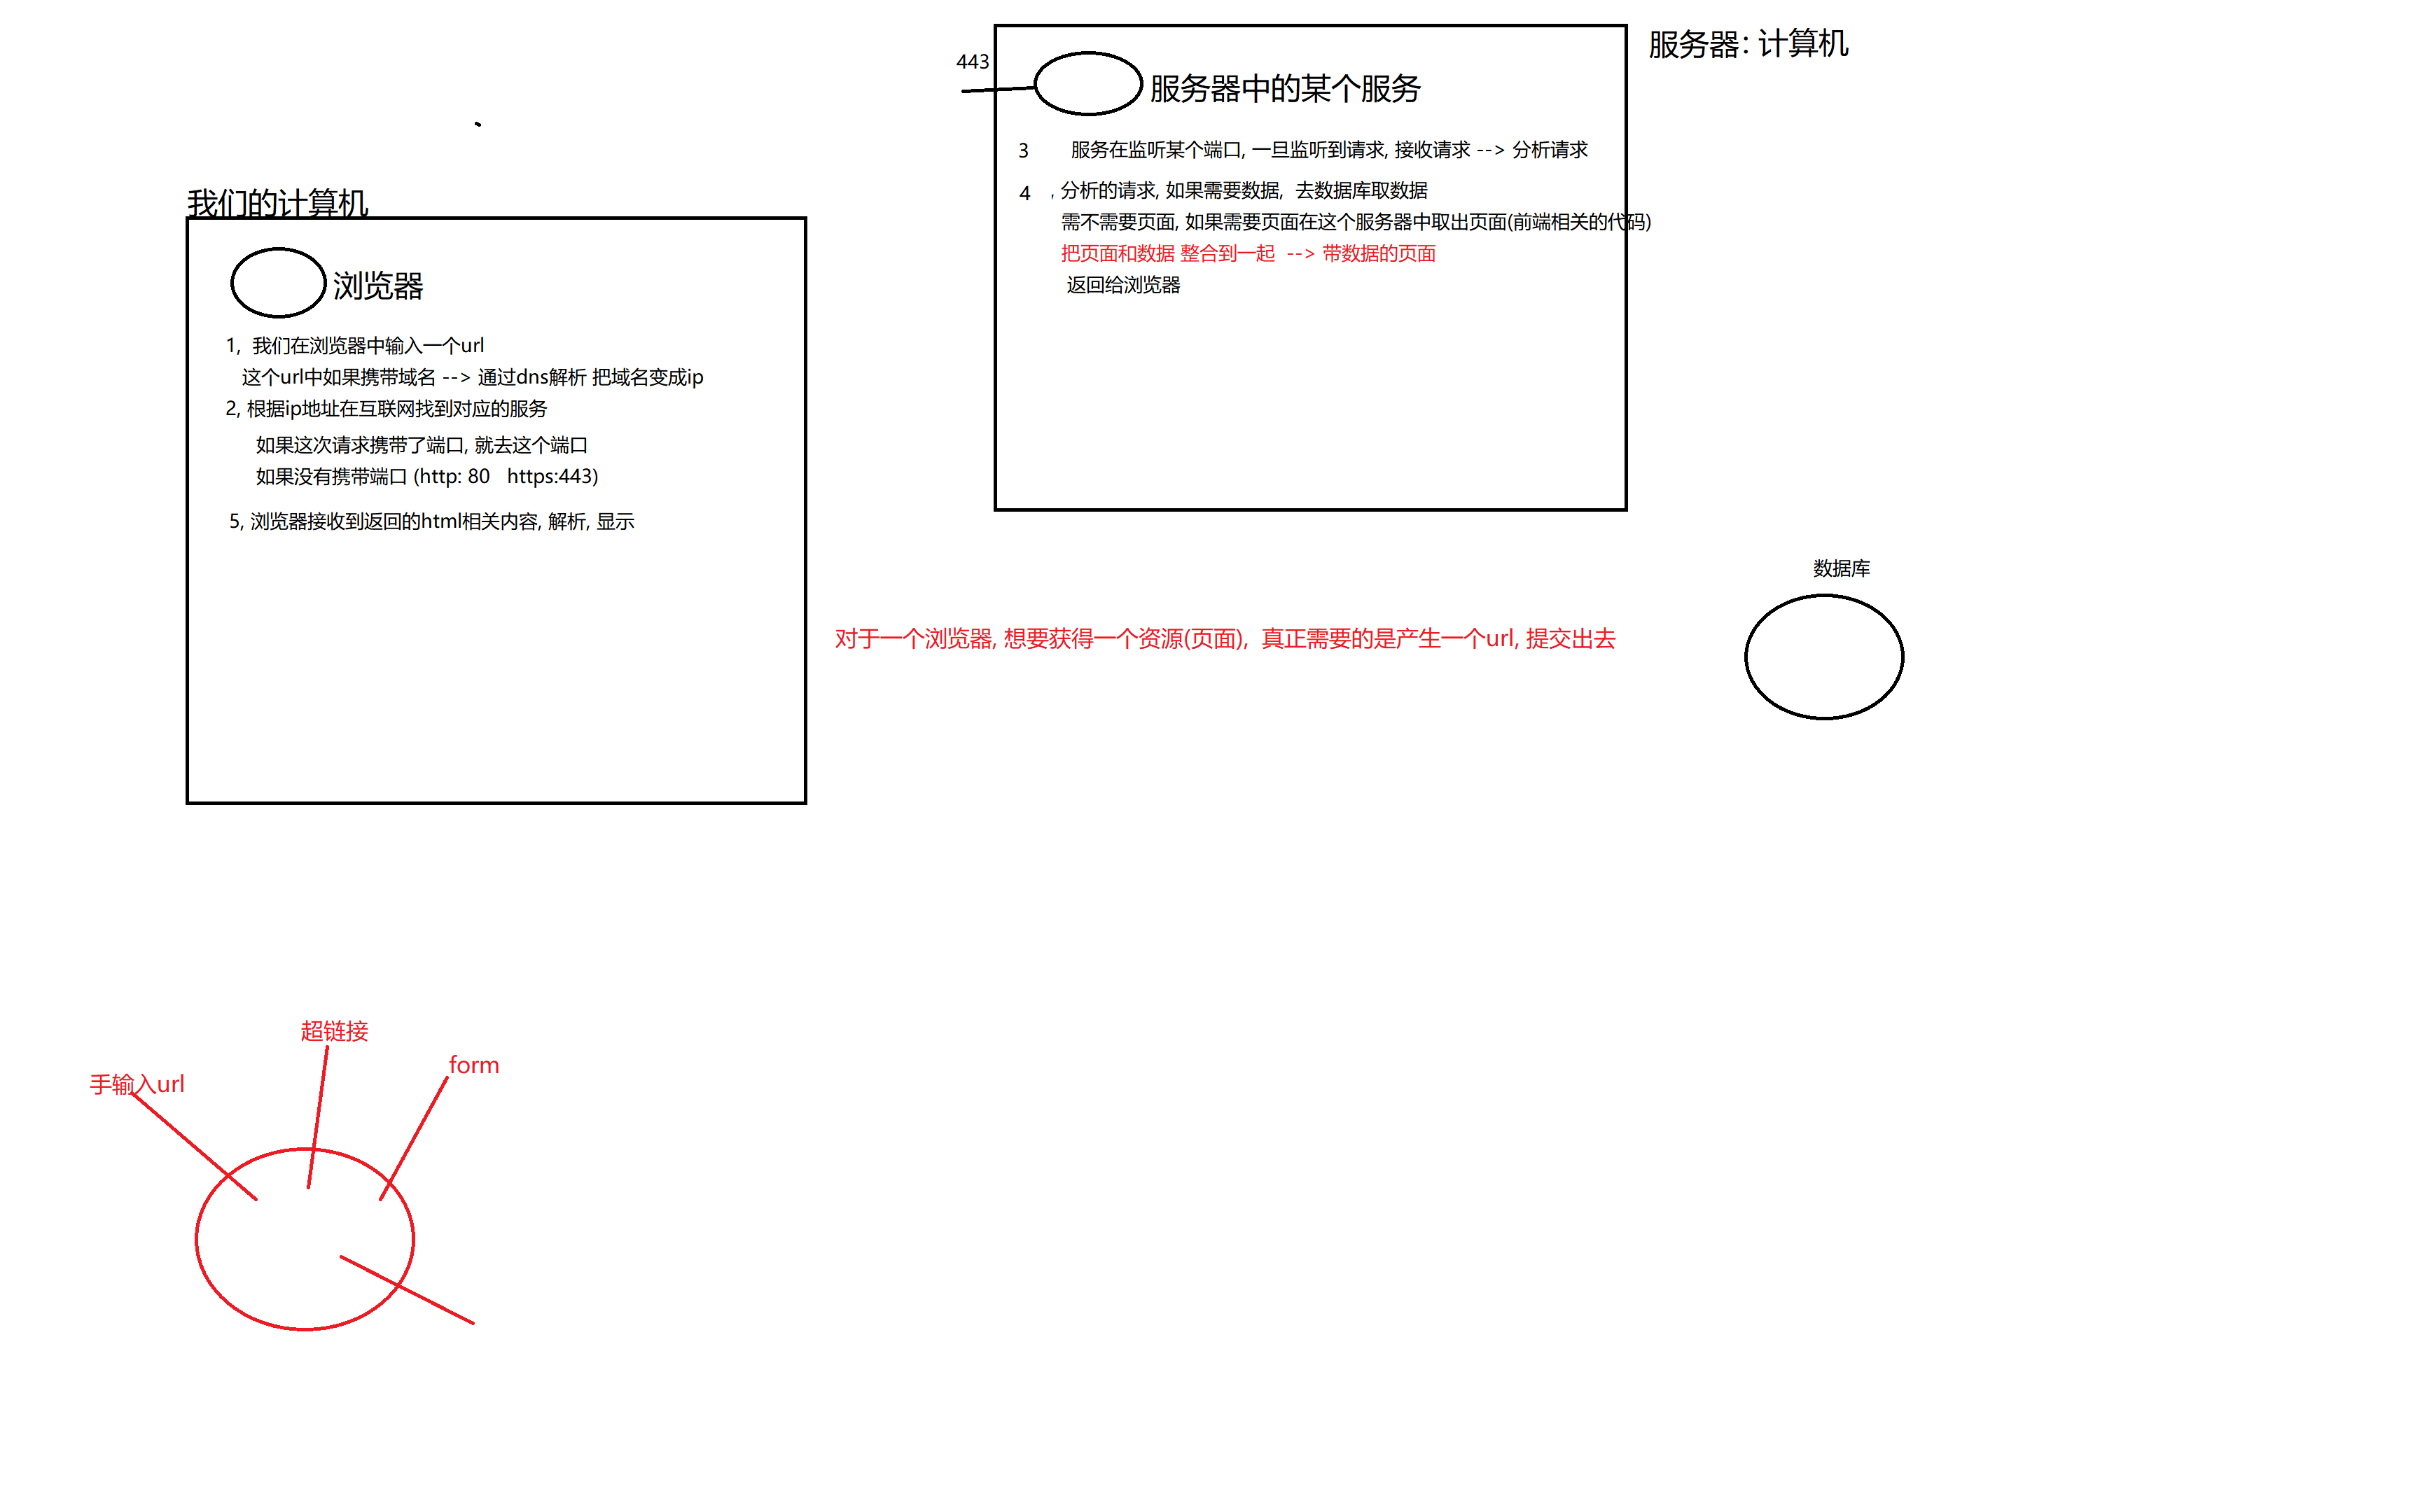 服务器: 计算机
443
服务器中的某个服务
3 服务在监听某个端口, 一旦监听到请求, 接收请求 --> 分析请求
4 , 分析的请求, 如果需要数据, 去数据库取数据
需不需要页面, 如果需要页面在这个服务器中取出页面(前端相关的代码)
把页面和数据 整合到一起 --> 带数据的页面
返回给浏览器
我们的计算机
浏览器
1, 我们在浏览器中输入一个url
这个url中如果携带域名 --> 通过dns解析 把域名变成ip
2, 根据ip地址在互联网找到对应的服务
如果这次请求携带了端口, 就去这个端口
如果没有携带端口 (http: 80 https:443)
5, 浏览器接收到返回的html相关内容, 解析, 显示
数据库
对于一个浏览器, 想要获得一个资源(页面), 真正需要的是产生一个url, 提交出去
超链接
form
手输入url